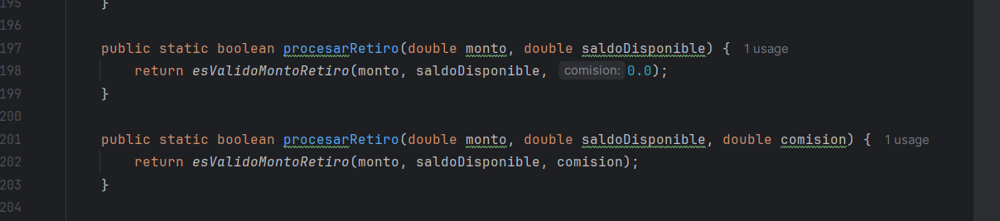 195 }
196
197 public static boolean procesarRetiro(double monto, double saldoDisponible) { 1 usage
198 return esValidoMontoRetiro(monto, saldoDisponible, comision: 0.0);
199 }
200
201 public static boolean procesarRetiro(double monto, double saldoDisponible, double comision) { 1 usage
202 return esValidoMontoRetiro(monto, saldoDisponible, comision);
203 }
204